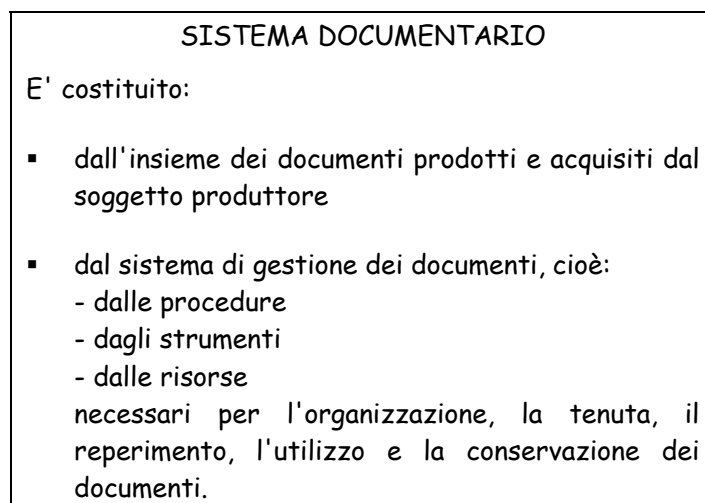 SISTEMA DOCUMENTARIO
E' costituito:
▪ dall'insieme dei documenti prodotti e acquisiti dal
soggetto produttore
▪ dal sistema di gestione dei documenti, cioè:
- dalle procedure
- dagli strumenti
- dalle risorse
necessari per l'organizzazione, la tenuta, il
reperimento, l'utilizzo e la conservazione dei
documenti.